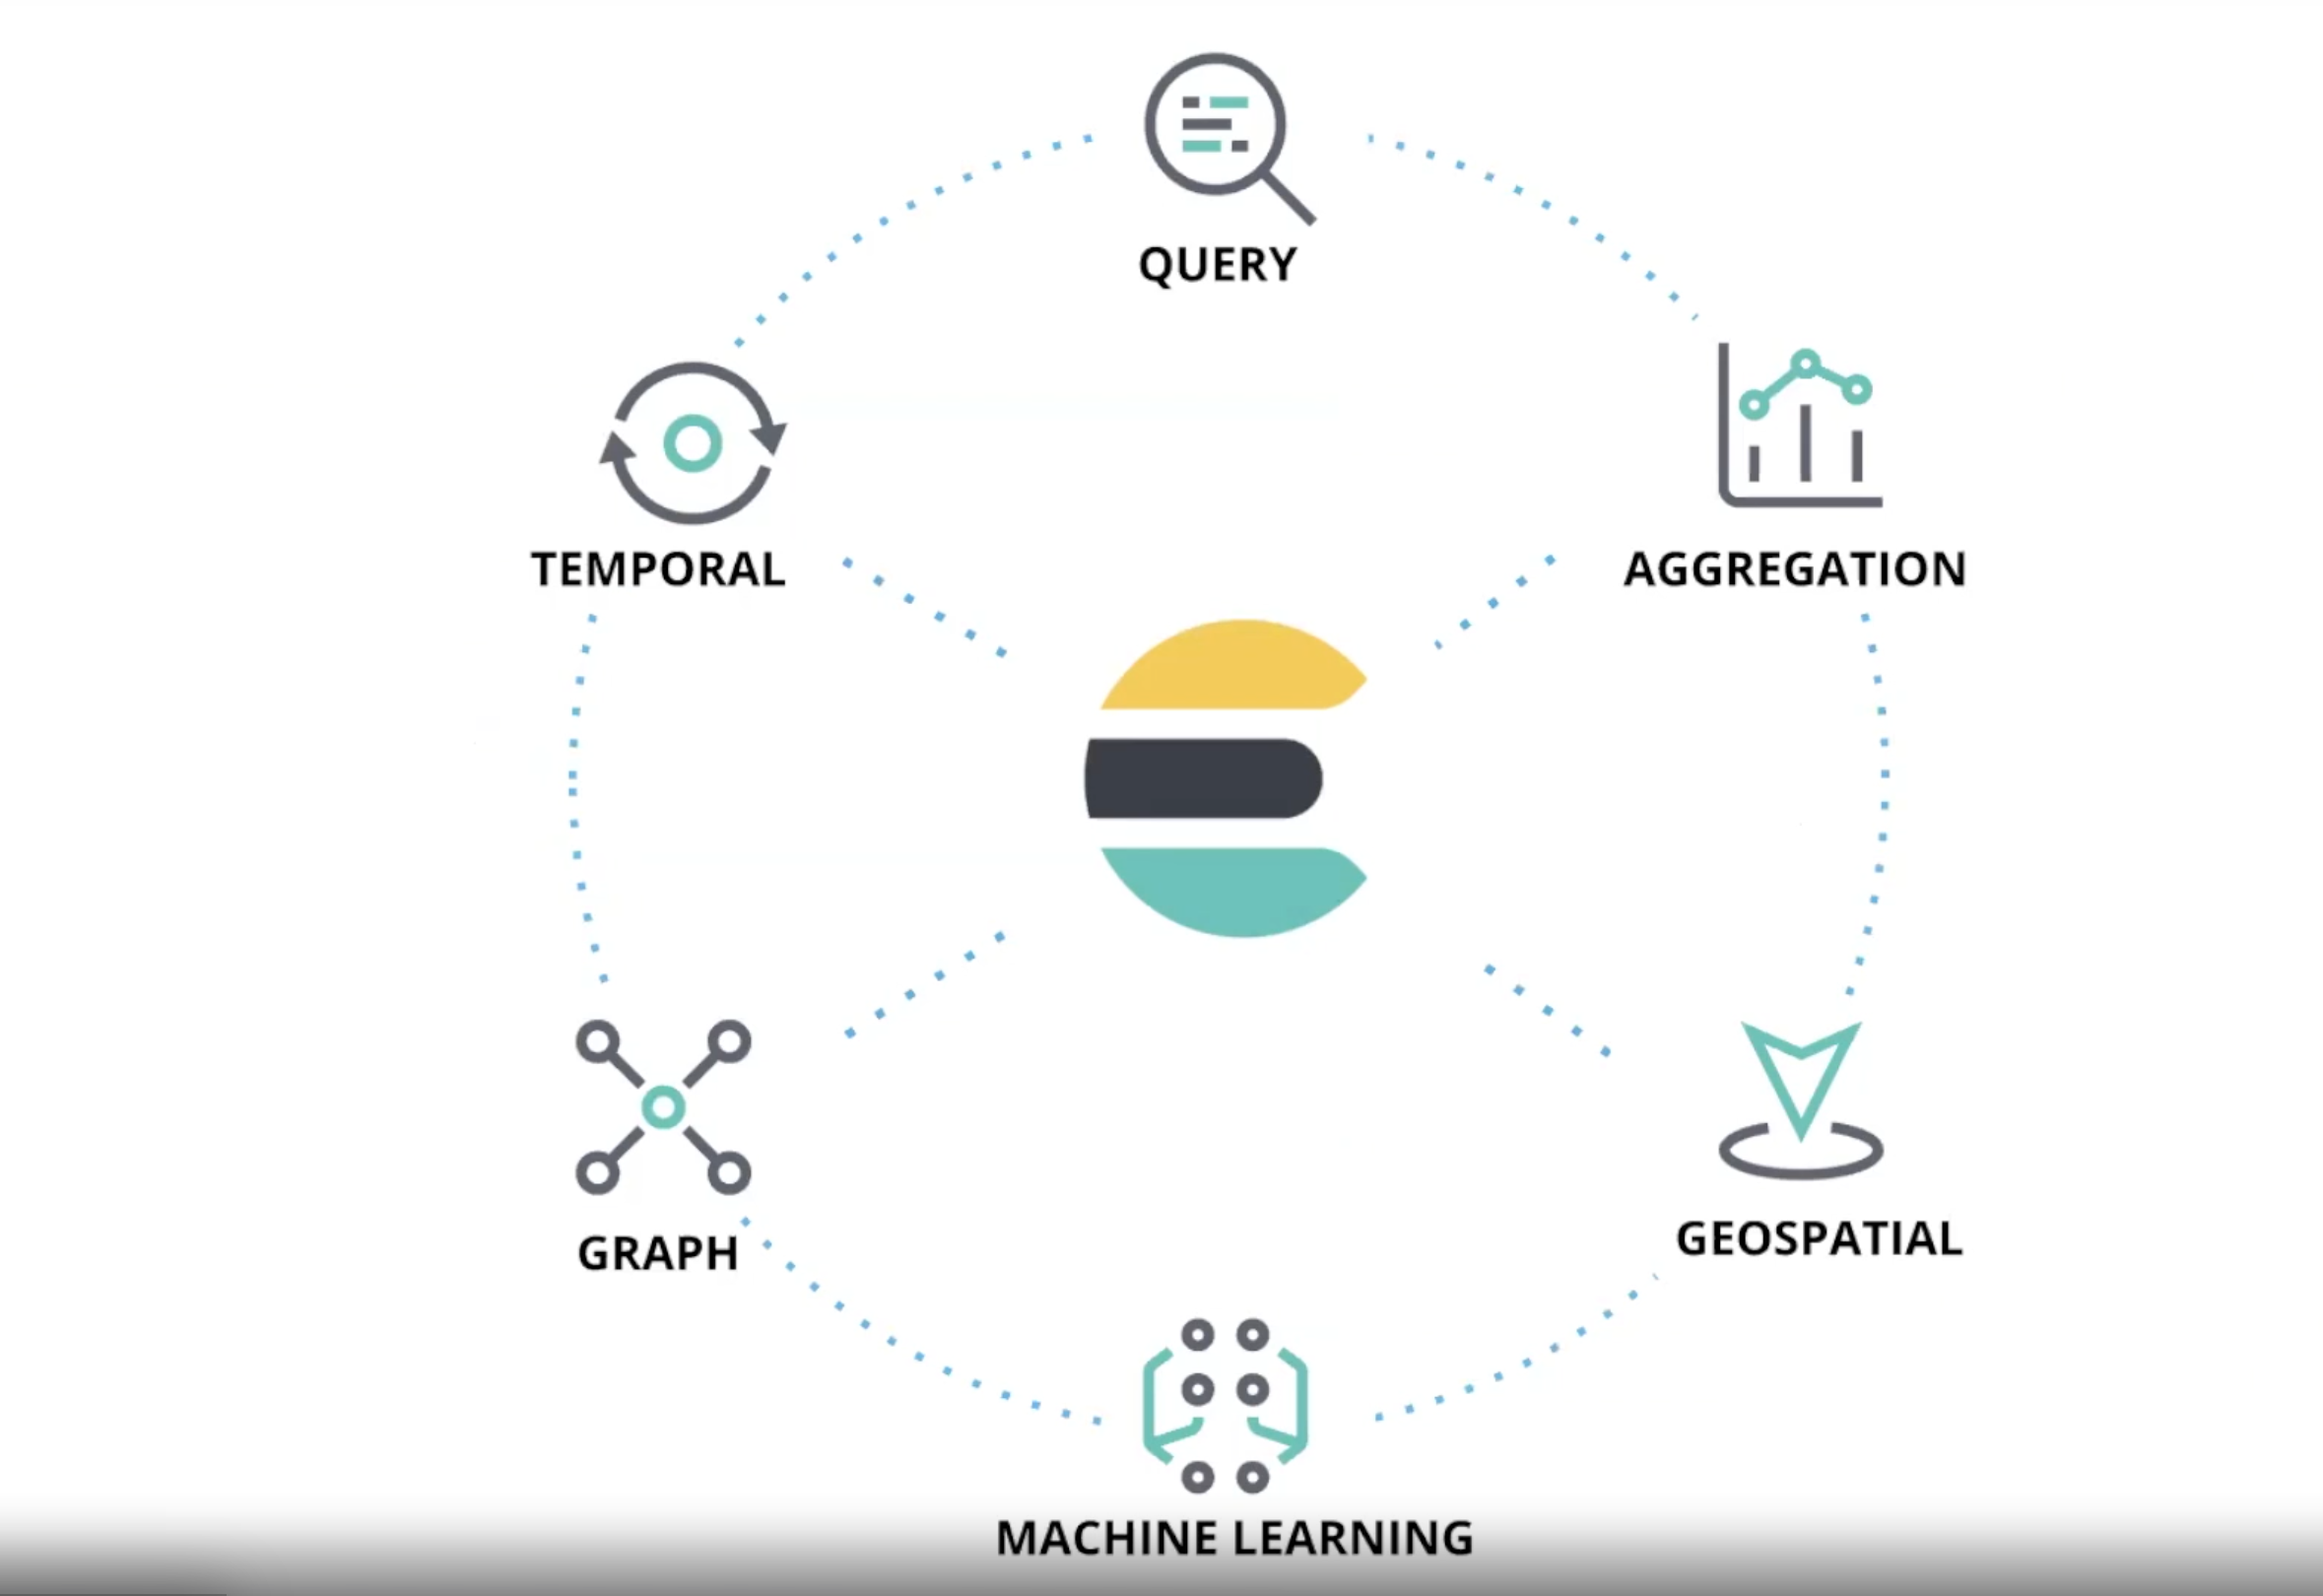 QUERY
TEMPORAL
AGGREGATION
GRAPH
GEOSPATIAL
MACHINE LEARNING